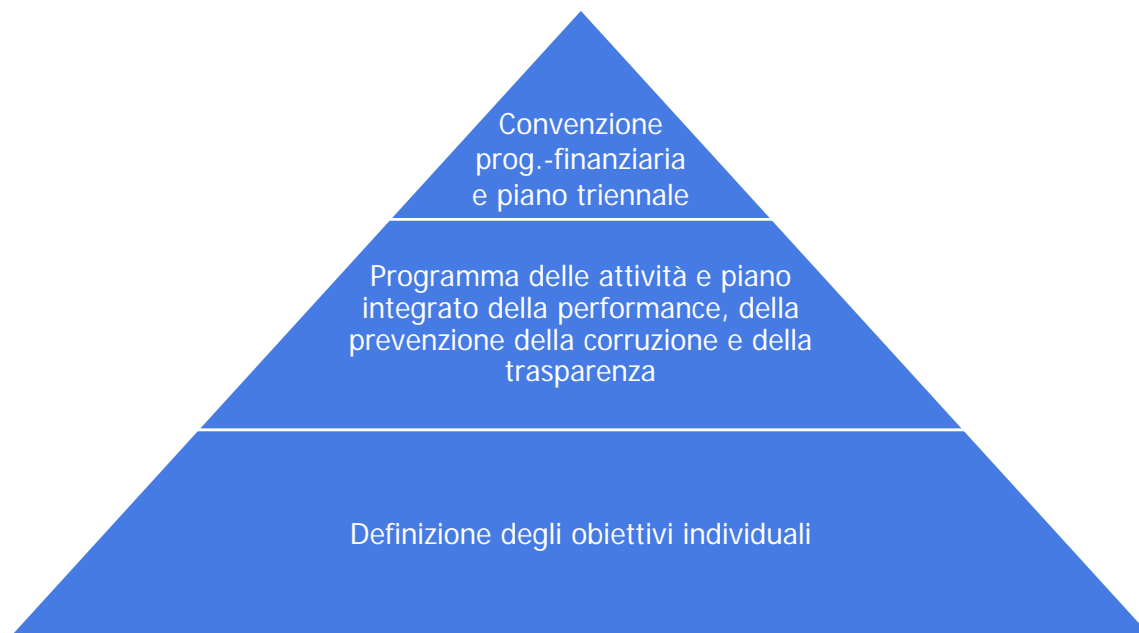 Convenzione
prog.-finanziaria
e piano triennale
Programma delle attività e piano
integrato della performance, della
prevenzione della corruzione e della
trasparenza
Definizione degli obiettivi individuali